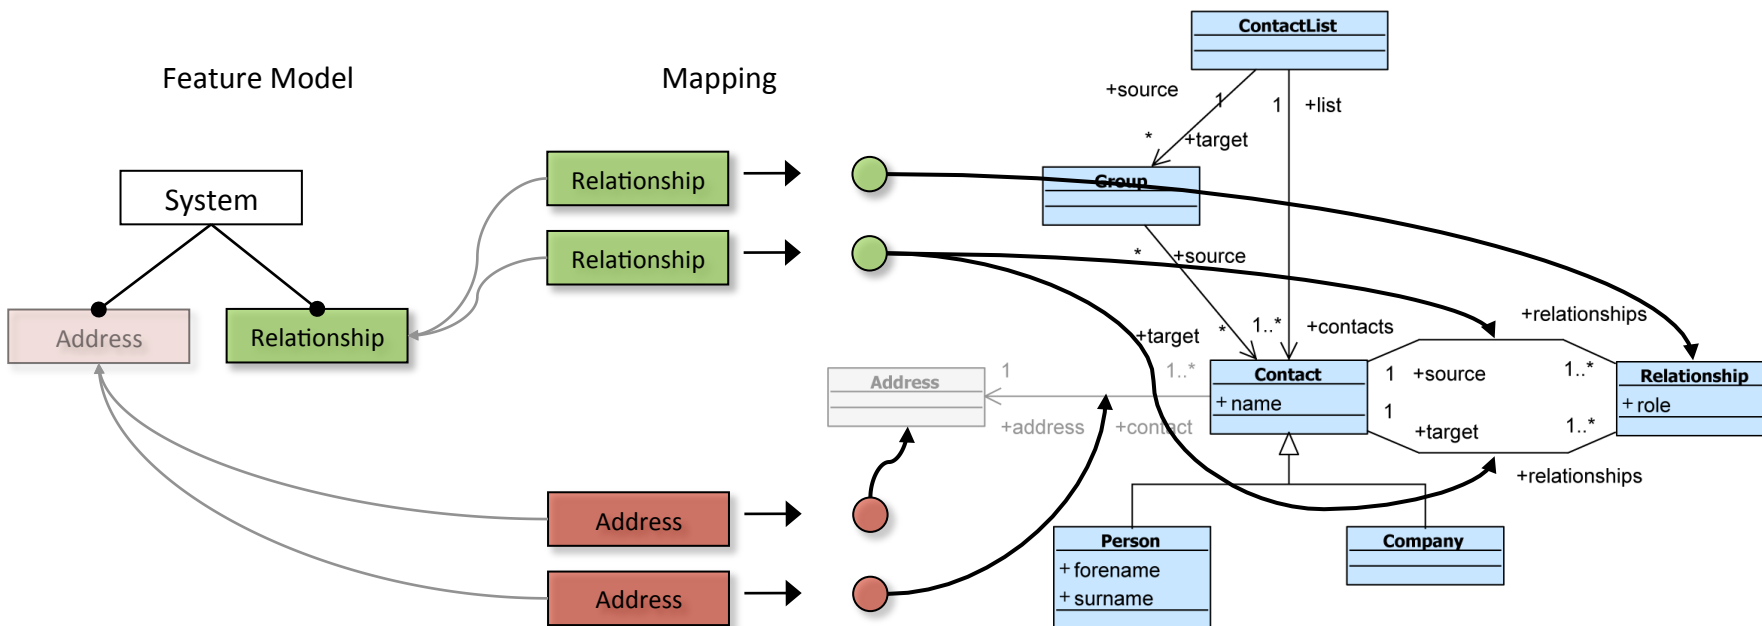 ContactList
Feature Model
Mapping
+source
1
1
+list
*
+target
Relationship
Group
System
Relationship
*
+source
Address
Relationship
+target
*
1..*
+contacts
+relationships
Address
1
1..*
Contact
1
+source
1..*
Relationship
+ name
+ role
+address
+contact
1
+target
1..*
+relationships
Address
Person
Company
+ forename
Address
+ surname